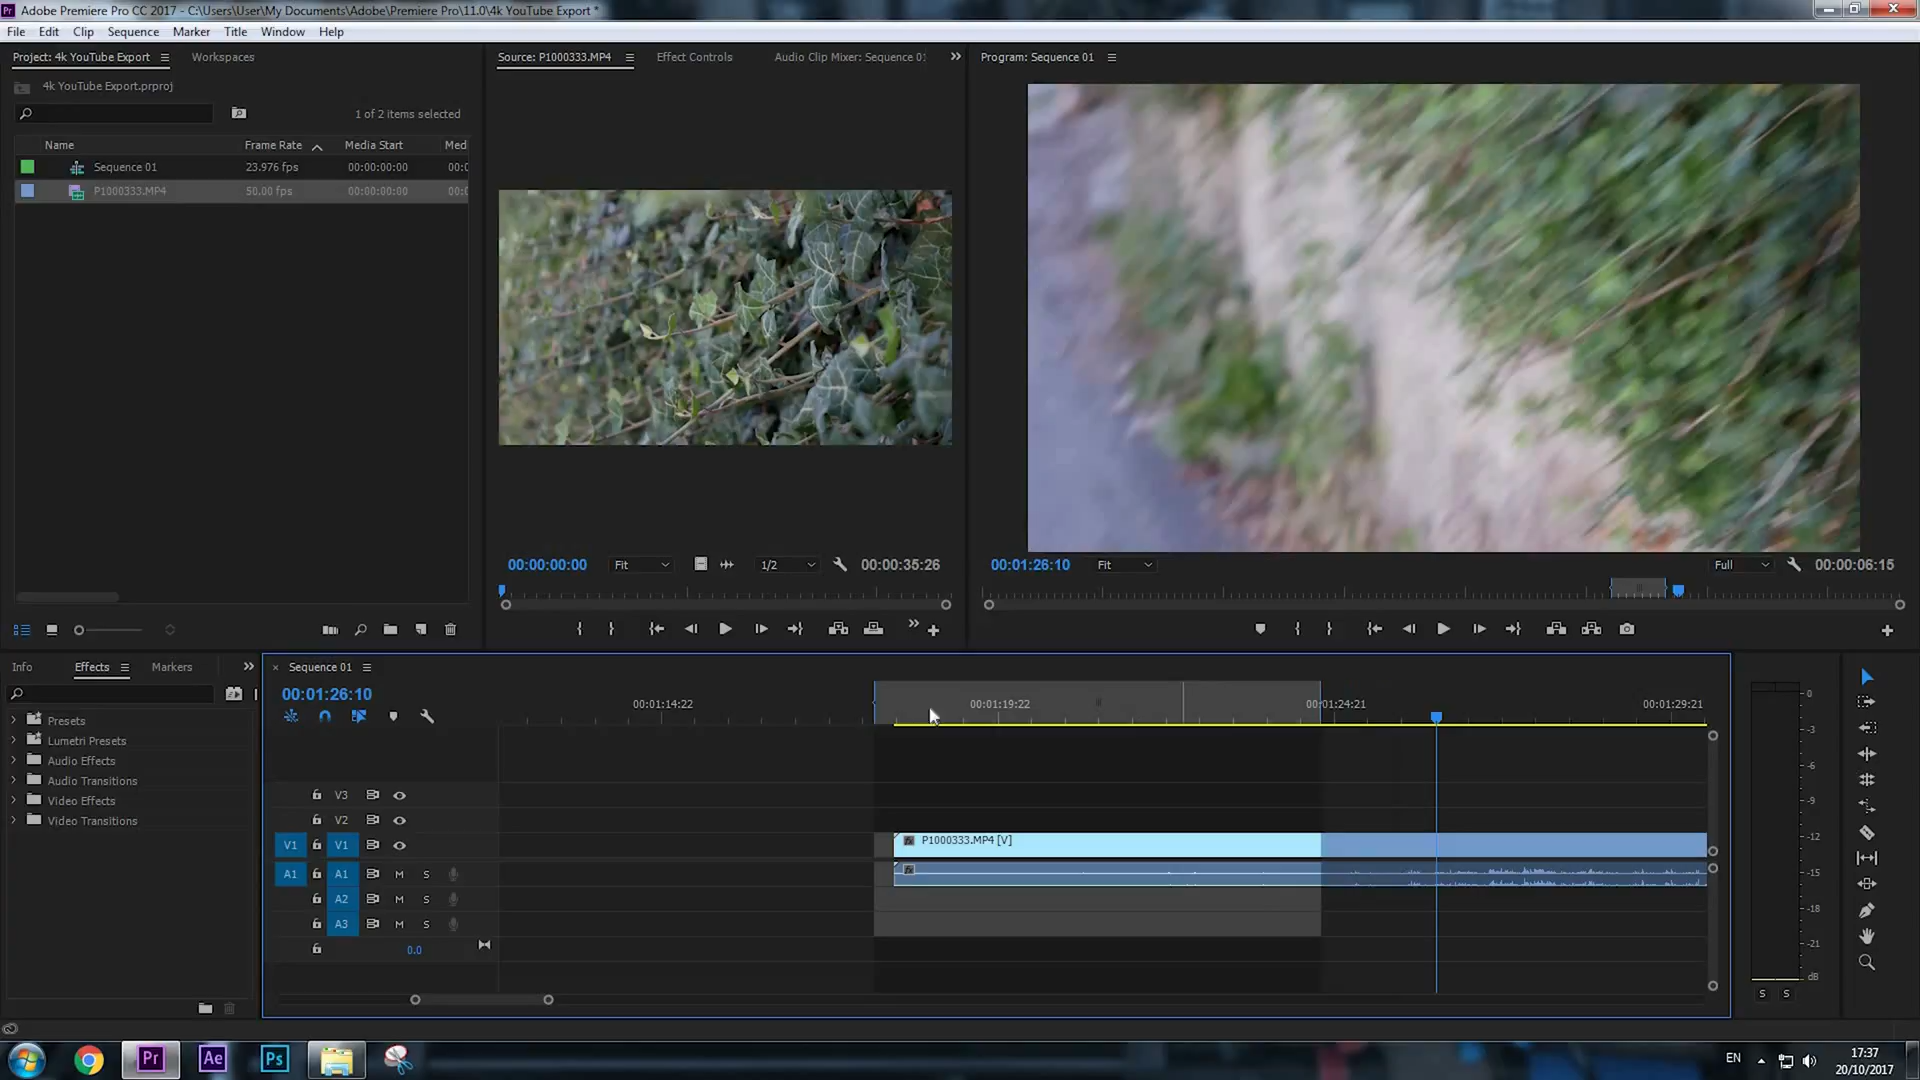 Adobe Premiere Pro CC 2017 - C:\Users\User\My Documents\Adobe\Premiere Pro\11.0\4k YouTube Export *
File Edit Clip Sequence Marker Title Window Help
Project: 4k YouTube Export
Workspaces
4k YouTube Export.prproj
1 of 2 items selected
Name Frame Rate Media Start Med
Sequence 01 23.976 fps 00:00:00:00 00:0
P1000333.MP4 50.00 fps 00:00:00:00 00:0
Source: P1000333.MP4
Effect Controls
Audio Clip Mixer: Sequence 01
Program: Sequence 01
00:00:00:00 Fit 1/2 00:00:35:26
00:01:26:10 Fit Full 00:00:06:15
Info Effects Markers
Presets
Lumetri Presets
Audio Effects
Audio Transitions
Video Effects
Video Transitions
× Sequence 01
00:01:26:10
00:01:14:22 00:01:19:22 00:01:24:21 00:01:29:21
V3
V2
V1 V1 P1000333.MP4 [V]
A1 A1 M S
A2 M S
A3 M S
0.0
0
-3
-6
-9
-12
-15
-18
-21
dB
S S
Pr Ae Ps
EN
17:37
20/10/2017